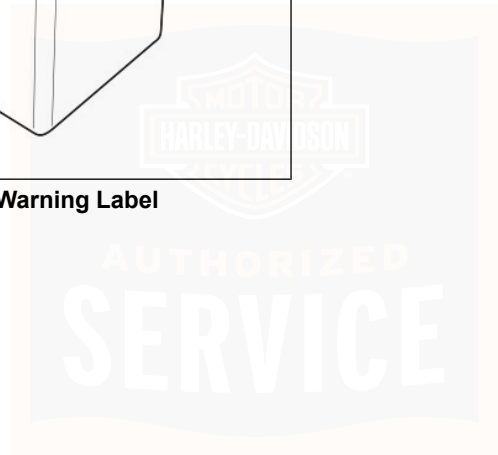 MOTOR
HARLEY-DAVIDSON
CYCLES
Warning Label
AUTHORIZED
SERVICE